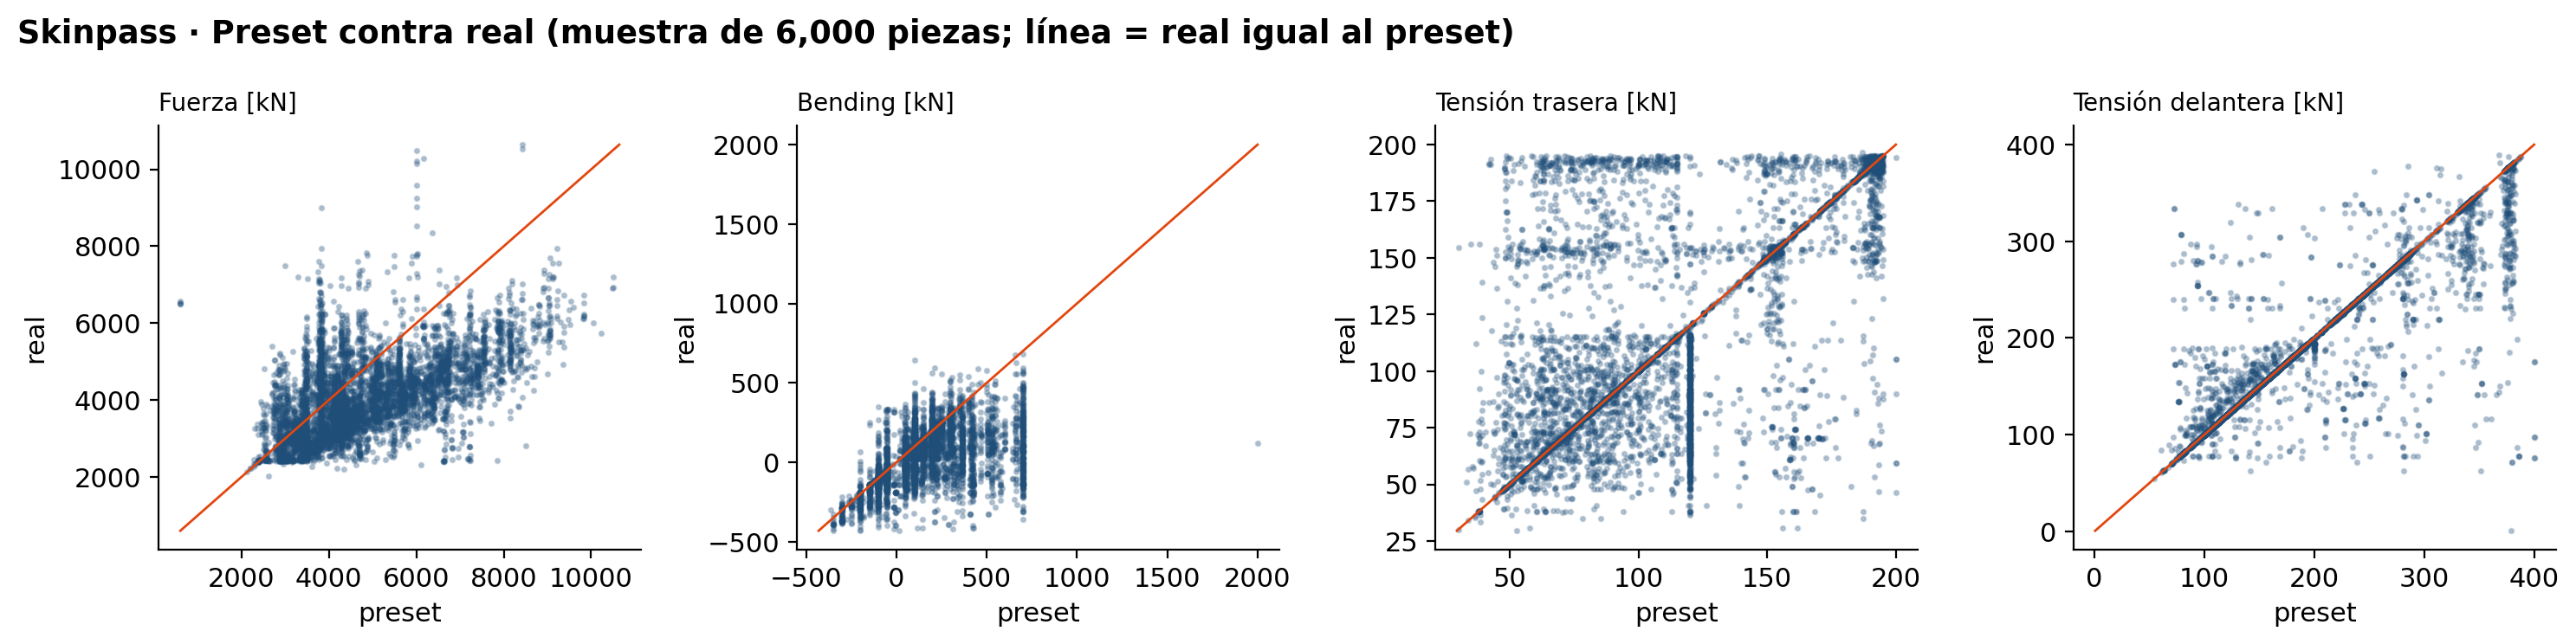 Skinpass · Preset contra real (muestra de 6,000 piezas; línea = real igual al preset)
Fuerza [kN]
10000
8000
6000
4000
2000
real
2000 4000 6000 8000 10000
preset
Bending [kN]
2000
1500
1000
500
0
−500
real
−500 0 500 1000 1500 2000
preset
Tensión trasera [kN]
200
175
150
125
100
75
50
25
real
50 100 150 200
preset
Tensión delantera [kN]
400
300
200
100
0
real
0 100 200 300 400
preset